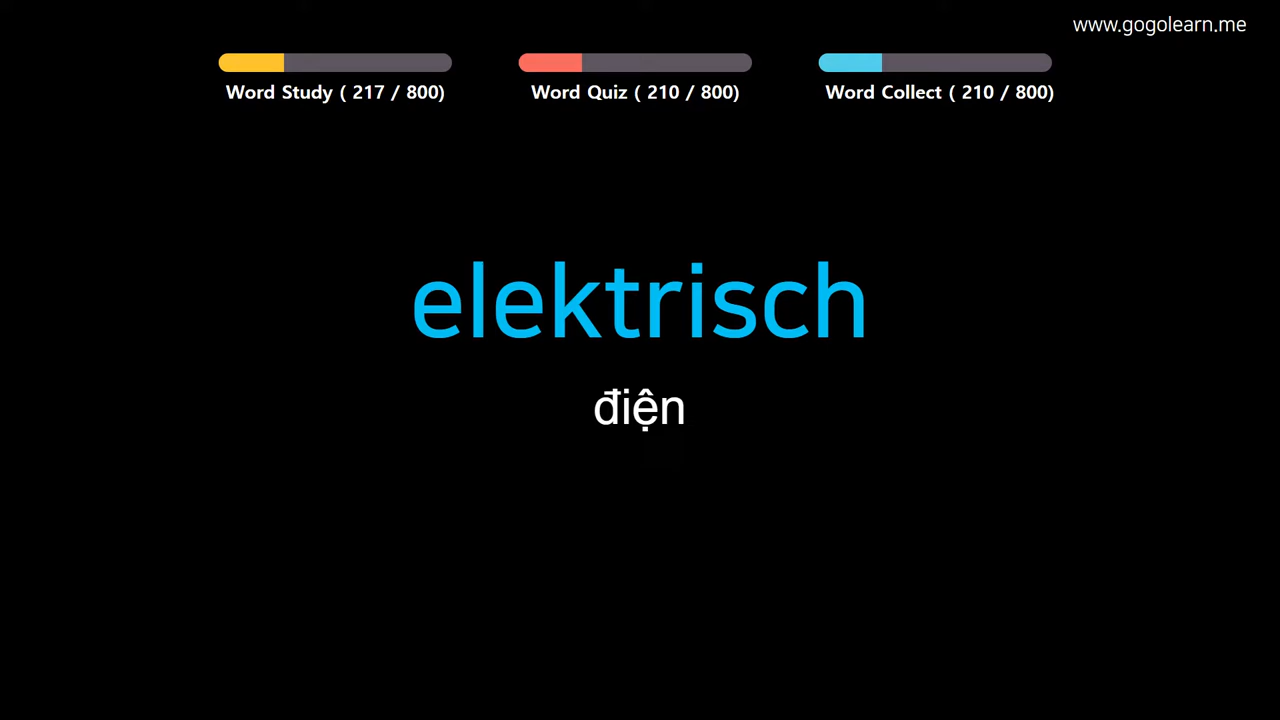 www.gogolearn.me
Word Study ( 217 / 800)
Word Quiz ( 210 / 800)
Word Collect ( 210 / 800)
elektrisch
điện